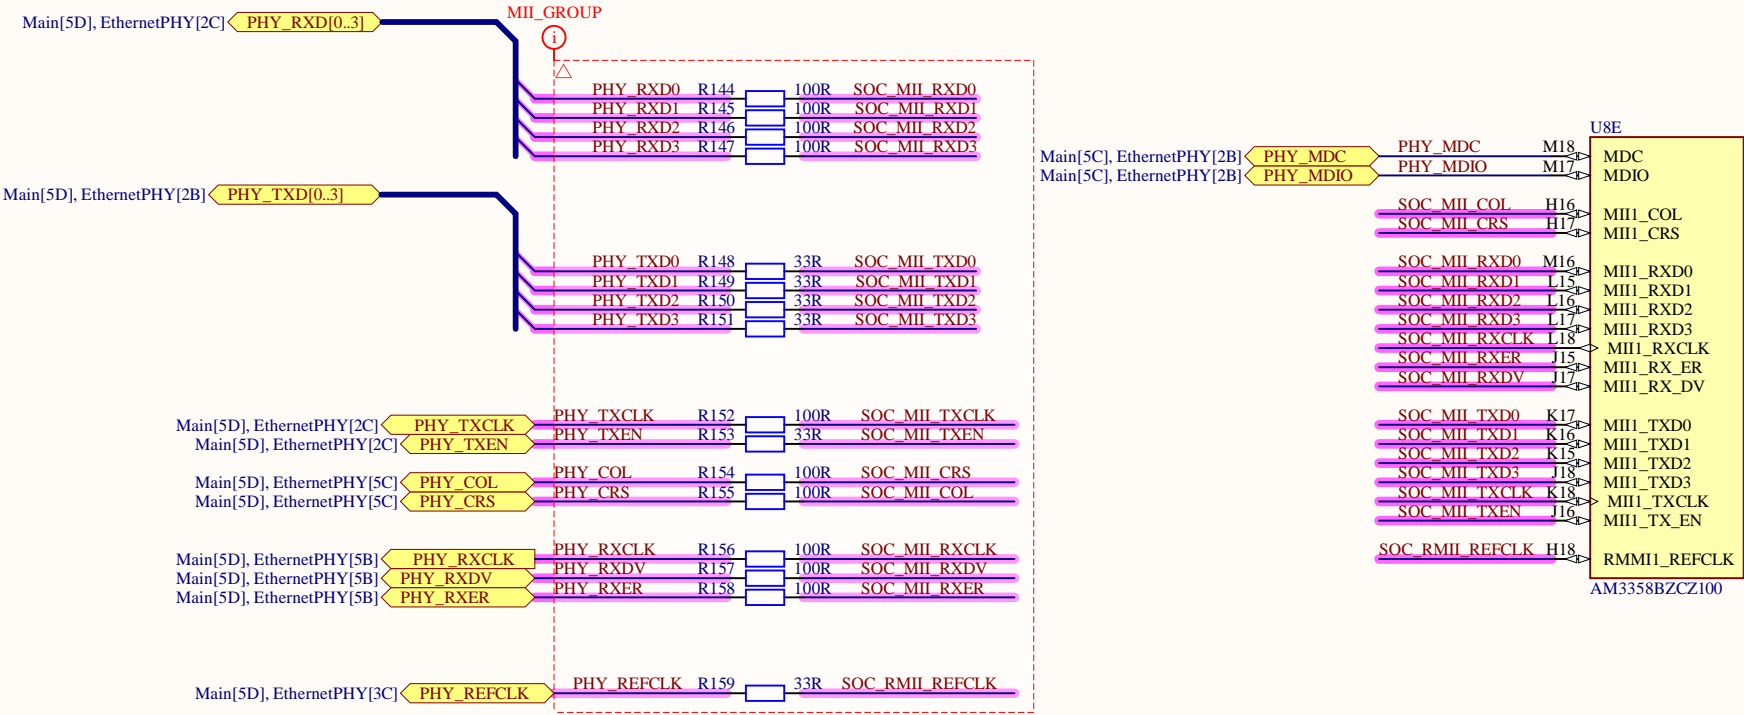 MII_GROUP
i
Main[5D], EthernetPHY[2C] PHY_RXD[0..3]
PHY_RXD0 R144 100R SOC_MII_RXD0
PHY_RXD1 R145 100R SOC_MII_RXD1
PHY_RXD2 R146 100R SOC_MII_RXD2
PHY_RXD3 R147 100R SOC_MII_RXD3
Main[5D], EthernetPHY[2B] PHY_TXD[0..3]
PHY_TXD0 R148 33R SOC_MII_TXD0
PHY_TXD1 R149 33R SOC_MII_TXD1
PHY_TXD2 R150 33R SOC_MII_TXD2
PHY_TXD3 R151 33R SOC_MII_TXD3
Main[5D], EthernetPHY[2C] PHY_TXCLK PHY_TXCLK R152 100R SOC_MII_TXCLK
Main[5D], EthernetPHY[2C] PHY_TXEN PHY_TXEN R153 33R SOC_MII_TXEN
Main[5D], EthernetPHY[5C] PHY_COL PHY_COL R154 100R SOC_MII_CRS
Main[5D], EthernetPHY[5C] PHY_CRS PHY_CRS R155 100R SOC_MII_COL
Main[5D], EthernetPHY[5B] PHY_RXCLK PHY_RXCLK R156 100R SOC_MII_RXCLK
Main[5D], EthernetPHY[5B] PHY_RXDV PHY_RXDV R157 100R SOC_MII_RXDV
Main[5D], EthernetPHY[5B] PHY_RXER PHY_RXER R158 100R SOC_MII_RXER
Main[5D], EthernetPHY[3C] PHY_REFCLK PHY_REFCLK R159 33R SOC_RMII_REFCLK
U8E
Main[5C], EthernetPHY[2B] PHY_MDC PHY_MDC M18 MDC
Main[5C], EthernetPHY[2B] PHY_MDIO PHY_MDIO M17 MDIO
SOC_MII_COL H16 MII1_COL
SOC_MII_CRS H17 MII1_CRS
SOC_MII_RXD0 M16 MII1_RXD0
SOC_MII_RXD1 L15 MII1_RXD1
SOC_MII_RXD2 L16 MII1_RXD2
SOC_MII_RXD3 L17 MII1_RXD3
SOC_MII_RXCLK L18 MII1_RXCLK
SOC_MII_RXER J15 MII1_RX_ER
SOC_MII_RXDV J17 MII1_RX_DV
SOC_MII_TXD0 K17 MII1_TXD0
SOC_MII_TXD1 K16 MII1_TXD1
SOC_MII_TXD2 K15 MII1_TXD2
SOC_MII_TXD3 J18 MII1_TXD3
SOC_MII_TXCLK K18 MII1_TXCLK
SOC_MII_TXEN J16 MII1_TX_EN
SOC_RMII_REFCLK H18 RMMI1_REFCLK
AM3358BZCZ100